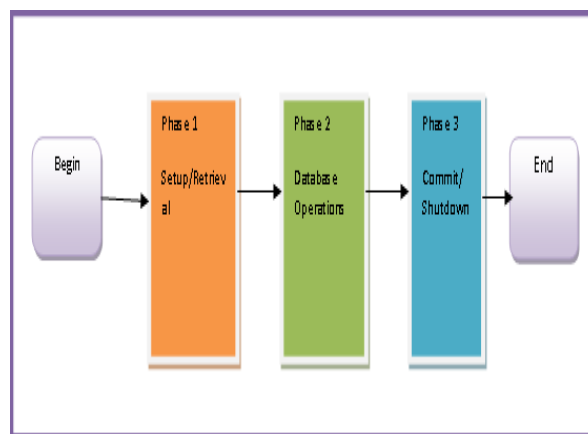 Begin
Phase 1
Setup/Retriev
al
Phase 2
Database
Operations
Phase 3
Commit/
Shutdown
End